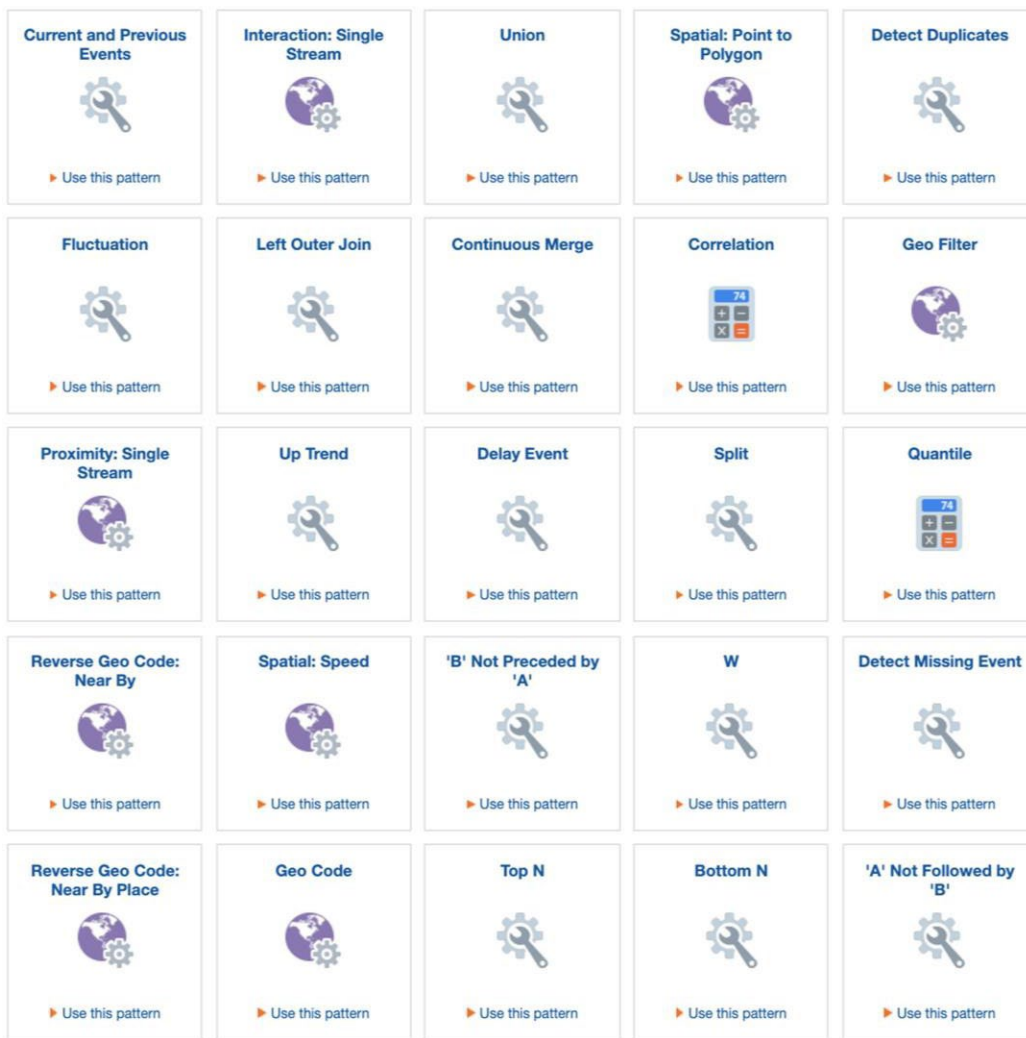 Current and Previous
Events
Interaction: Single
Stream
Union
Spatial: Point to
Polygon
Detect Duplicates
Use this pattern
Use this pattern
Use this pattern
Use this pattern
Use this pattern
Fluctuation
Left Outer Join
Continuous Merge
Correlation
74
Geo Filter
Use this pattern
Use this pattern
Use this pattern
Use this pattern
Use this pattern
Proximity: Single
Stream
Up Trend
Delay Event
Split
Quantile
74
Use this pattern
Use this pattern
Use this pattern
Use this pattern
Use this pattern
Reverse Geo Code:
Near By
Spatial: Speed
'B' Not Preceded by
'A'
W
Detect Missing Event
Use this pattern
Use this pattern
Use this pattern
Use this pattern
Use this pattern
Reverse Geo Code:
Near By Place
Geo Code
Top N
Bottom N
'A' Not Followed by
'B'
Use this pattern
Use this pattern
Use this pattern
Use this pattern
Use this pattern